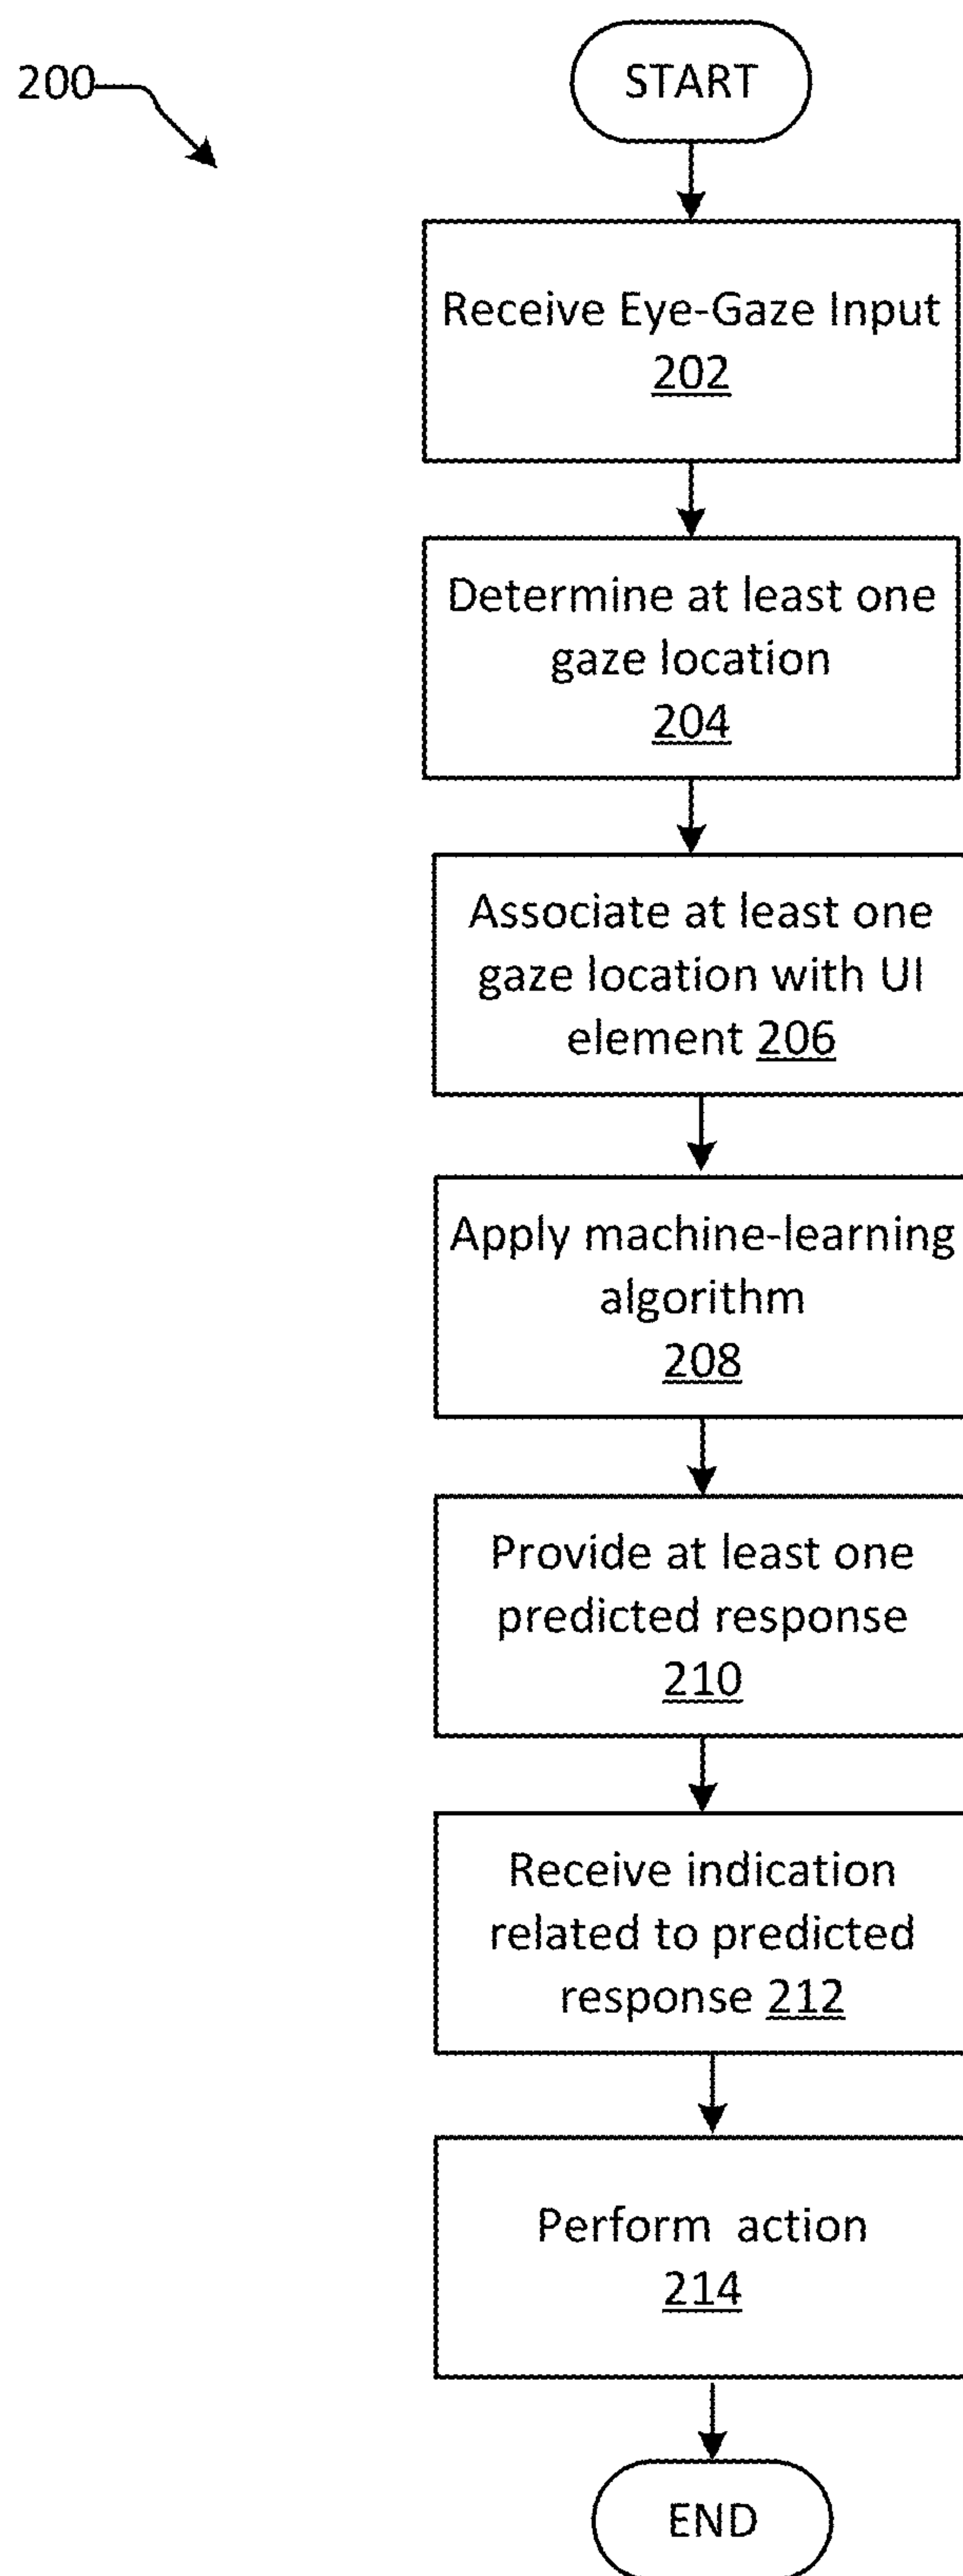 200
START
Receive Eye-Gaze Input
202
Determine at least one
gaze location
204
Associate at least one
gaze location with UI
element 206
Apply machine-learning
algorithm
208
Provide at least one
predicted response
210
Receive indication
related to predicted
response 212
Perform action
214
END